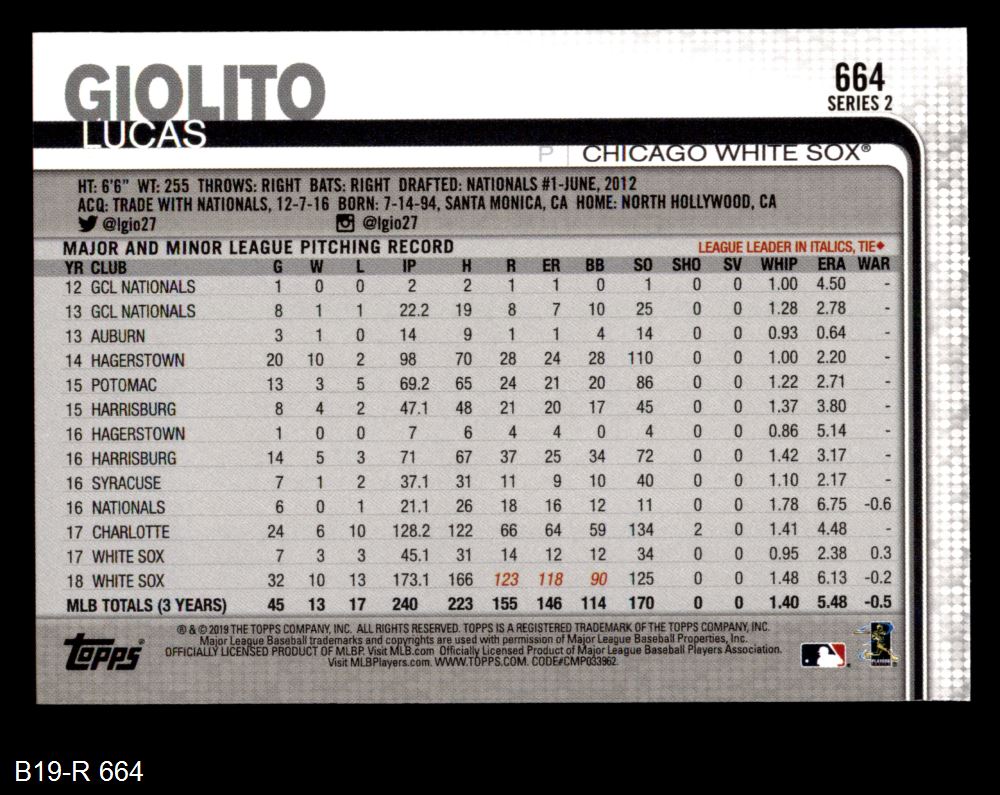 GIOLITO
LUCAS
664
SERIES 2
P | CHICAGO WHITE SOX®
HT: 6'6" WT: 255 THROWS: RIGHT BATS: RIGHT DRAFTED: NATIONALS #1-JUNE, 2012
ACQ: TRADE WITH NATIONALS, 12-7-16 BORN: 7-14-94, SANTA MONICA, CA HOME: NORTH HOLLYWOOD, CA
@lgio27 @lgio27
MAJOR AND MINOR LEAGUE PITCHING RECORD LEAGUE LEADER IN ITALICS, TIE◆
YR CLUB G W L IP H R ER BB SO SHO SV WHIP ERA WAR
12 GCL NATIONALS 1 0 0 2 2 1 1 0 1 0 0 1.00 4.50 -
13 GCL NATIONALS 8 1 1 22.2 19 8 7 10 25 0 0 1.28 2.78 -
13 AUBURN 3 1 0 14 9 1 1 4 14 0 0 0.93 0.64 -
14 HAGERSTOWN 20 10 2 98 70 28 24 28 110 0 0 1.00 2.20 -
15 POTOMAC 13 3 5 69.2 65 24 21 20 86 0 0 1.22 2.71 -
15 HARRISBURG 8 4 2 47.1 48 21 20 17 45 0 0 1.37 3.80 -
16 HAGERSTOWN 1 0 0 7 6 4 4 0 4 0 0 0.86 5.14 -
16 HARRISBURG 14 5 3 71 67 37 25 34 72 0 0 1.42 3.17 -
16 SYRACUSE 7 1 2 37.1 31 11 9 10 40 0 0 1.10 2.17 -
16 NATIONALS 6 0 1 21.1 26 18 16 12 11 0 0 1.78 6.75 -0.6
17 CHARLOTTE 24 6 10 128.2 122 66 64 59 134 2 0 1.41 4.48 -
17 WHITE SOX 7 3 3 45.1 31 14 12 12 34 0 0 0.95 2.38 0.3
18 WHITE SOX 32 10 13 173.1 166 123 118 90 125 0 0 1.48 6.13 -0.2
MLB TOTALS (3 YEARS) 45 13 17 240 223 155 146 114 170 0 0 1.40 5.48 -0.5
® & © 2019 THE TOPPS COMPANY, INC. ALL RIGHTS RESERVED. TOPPS IS A REGISTERED TRADEMARK OF THE TOPPS COMPANY, INC.
Major League Baseball trademarks and copyrights are used with permission of Major League Baseball Properties, Inc.
OFFICIALLY LICENSED PRODUCT OF MLBP. Visit MLB.com Officially Licensed Product of Major League Baseball Players Association.
Visit MLBPlayers.com. WWW.TOPPS.COM. CODE#CMP033962.
Topps®
PLAYERS
B19-R 664